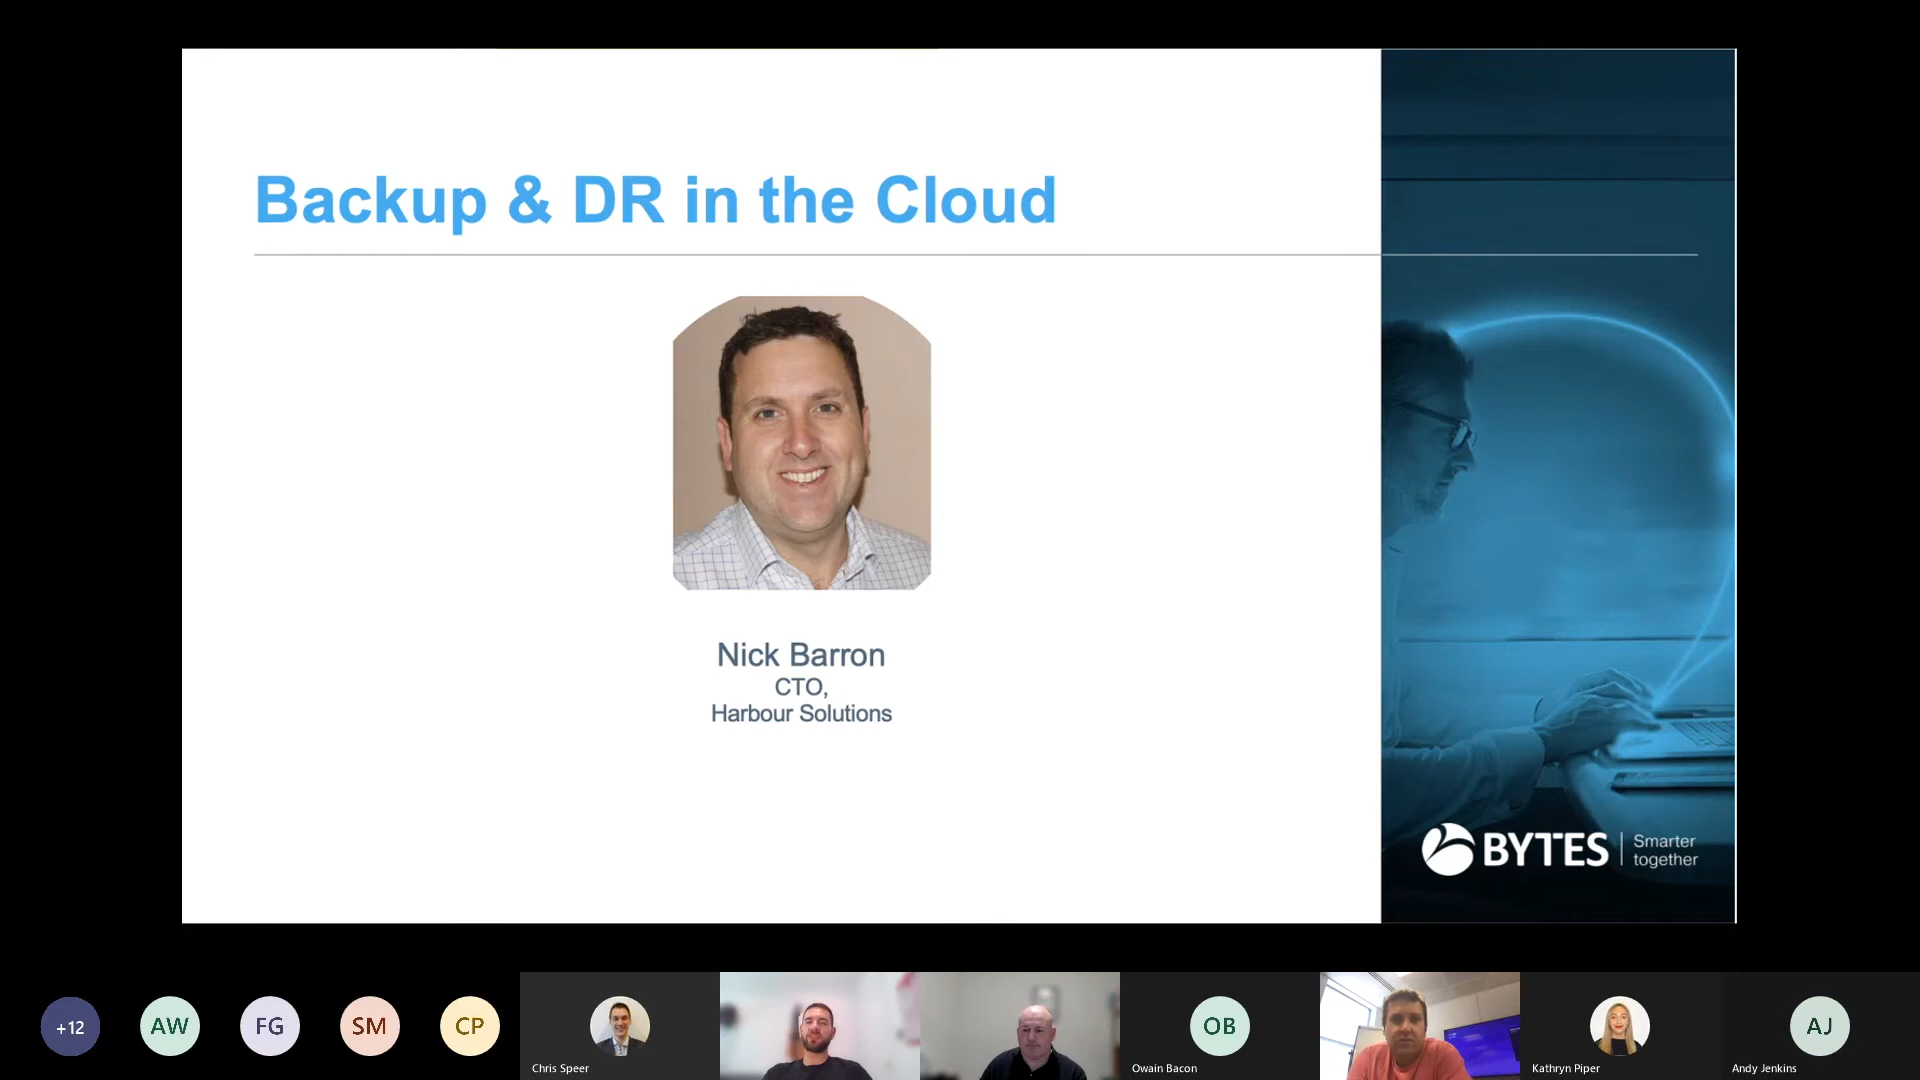 Backup & DR in the Cloud
Nick Barron
CTO,
Harbour Solutions
BYTES
Smarter
together
+12
AW
FG
SM
CP
Chris Speer
OB
Owain Bacon
Kathryn Piper
AJ
Andy Jenkins